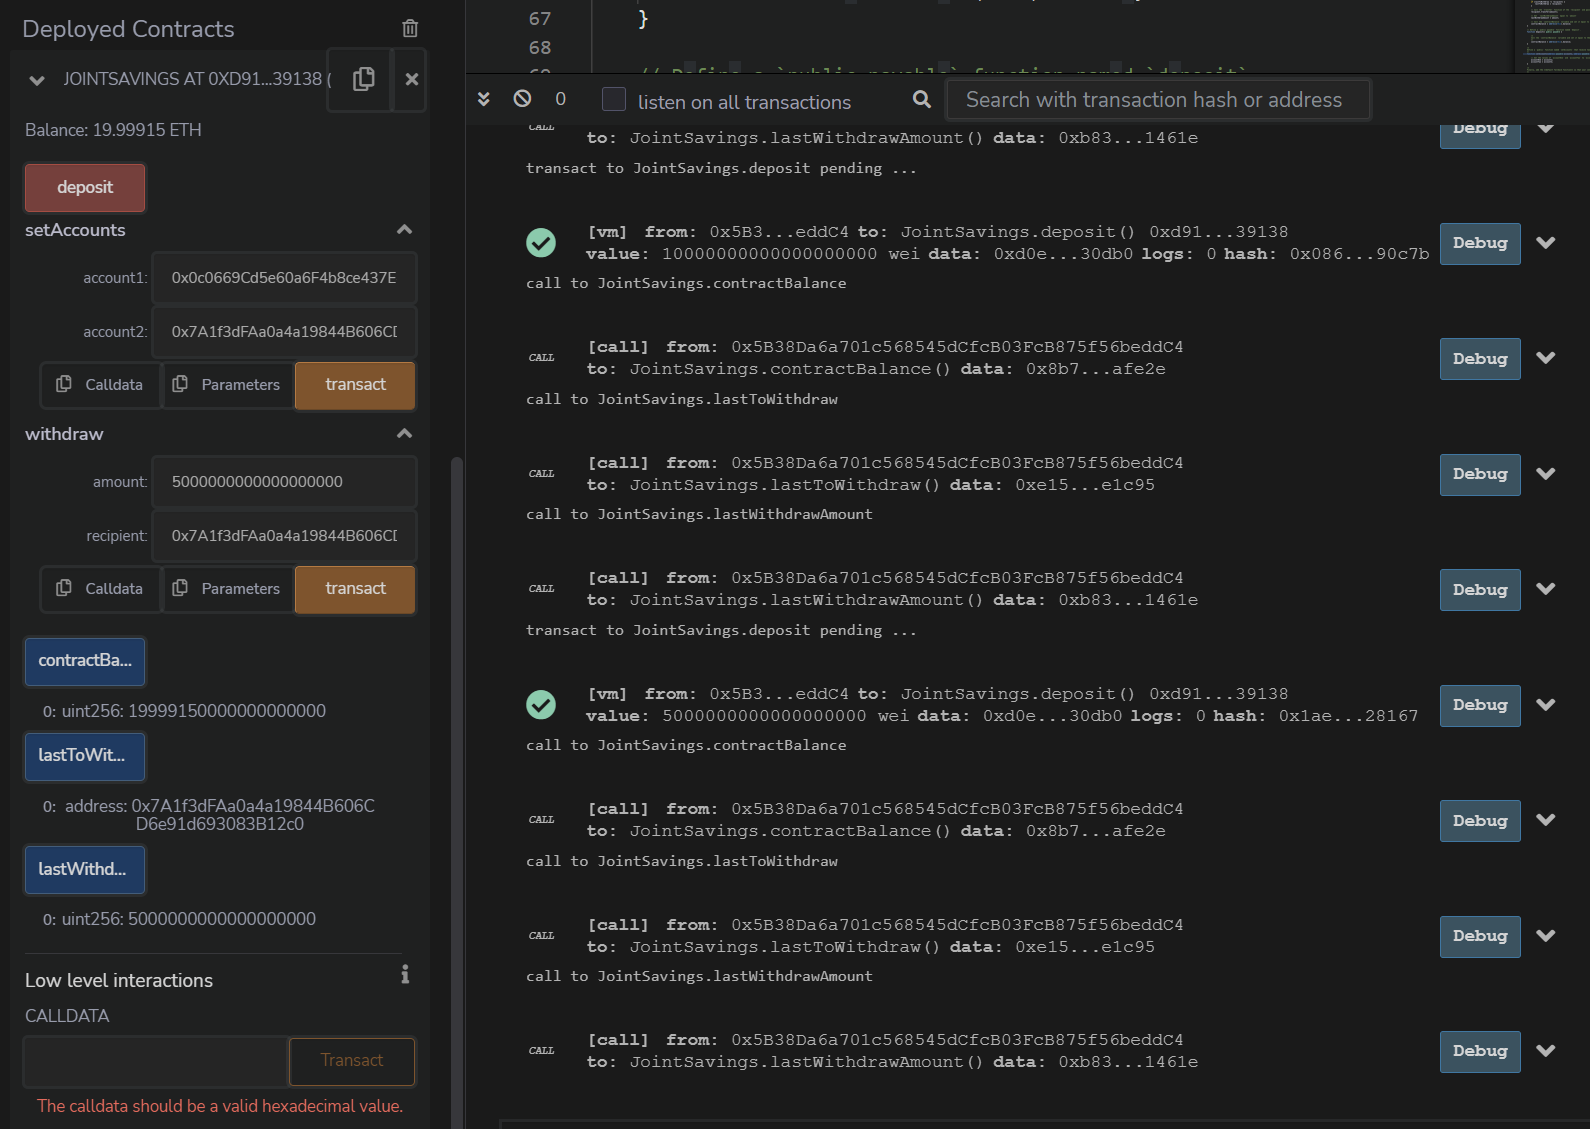 Deployed Contracts
JOINTSAVINGS AT 0XD91...39138 (
Balance: 19.99915 ETH
deposit
setAccounts
account1: 0x0c0669Cd5e60a6F4b8ce437E
account2: 0x7A1f3dFAa0a4a19844B606CD
Calldata Parameters transact
withdraw
amount: 5000000000000000000
recipient: 0x7A1f3dFAa0a4a19844B606CD
Calldata Parameters transact
contractBa...
0: uint256: 19999150000000000000
lastToWit...
0: address: 0x7A1f3dFAa0a4a19844B606C
D6e91d693083B12c0
lastWithd...
0: uint256: 5000000000000000000
Low level interactions
CALLDATA
Transact
The calldata should be a valid hexadecimal value.
67 }
68
69 // Define a `public payable` function named `deposit`
0 listen on all transactions Search with transaction hash or address
CALL to: JointSavings.lastWithdrawAmount() data: 0xb83...1461e Debug
transact to JointSavings.deposit pending ...
[vm] from: 0x5B3...eddC4 to: JointSavings.deposit() 0xd91...39138
value: 10000000000000000000 wei data: 0xd0e...30db0 logs: 0 hash: 0x086...90c7b Debug
call to JointSavings.contractBalance
CALL [call] from: 0x5B38Da6a701c568545dCfcB03FcB875f56beddC4
to: JointSavings.contractBalance() data: 0x8b7...afe2e Debug
call to JointSavings.lastToWithdraw
CALL [call] from: 0x5B38Da6a701c568545dCfcB03FcB875f56beddC4
to: JointSavings.lastToWithdraw() data: 0xe15...e1c95 Debug
call to JointSavings.lastWithdrawAmount
CALL [call] from: 0x5B38Da6a701c568545dCfcB03FcB875f56beddC4
to: JointSavings.lastWithdrawAmount() data: 0xb83...1461e Debug
transact to JointSavings.deposit pending ...
[vm] from: 0x5B3...eddC4 to: JointSavings.deposit() 0xd91...39138
value: 5000000000000000000 wei data: 0xd0e...30db0 logs: 0 hash: 0x1ae...28167 Debug
call to JointSavings.contractBalance
CALL [call] from: 0x5B38Da6a701c568545dCfcB03FcB875f56beddC4
to: JointSavings.contractBalance() data: 0x8b7...afe2e Debug
call to JointSavings.lastToWithdraw
CALL [call] from: 0x5B38Da6a701c568545dCfcB03FcB875f56beddC4
to: JointSavings.lastToWithdraw() data: 0xe15...e1c95 Debug
call to JointSavings.lastWithdrawAmount
CALL [call] from: 0x5B38Da6a701c568545dCfcB03FcB875f56beddC4
to: JointSavings.lastWithdrawAmount() data: 0xb83...1461e Debug